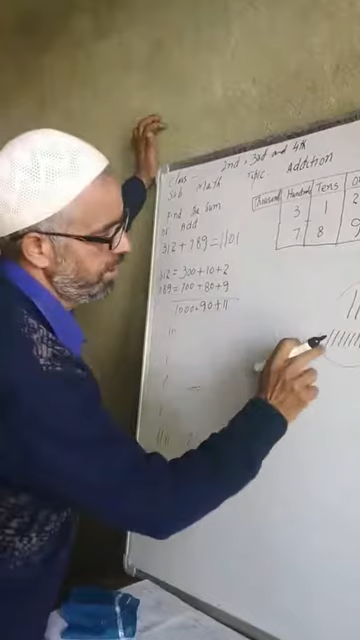 Class - 2nd, 3rd and 4th
Sub Math Topic Addition
Find the Sum
or Add
312 + 789 = 1101
312 = 300+10+2
789 = 700+80+9
1000+90+11
Thousand Hundred Tens
3 1 2
7 8 9